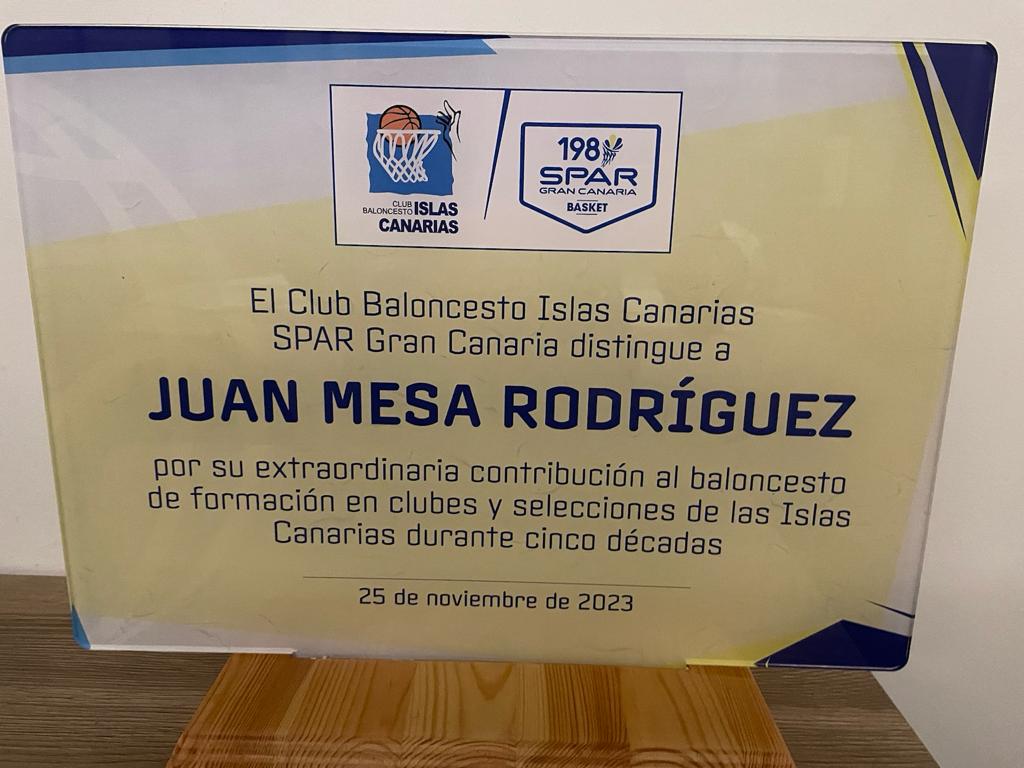 CLUB
BALONCESTO ISLAS
CANARIAS
198
SPAR
GRAN CANARIA
BASKET
El Club Baloncesto Islas Canarias
SPAR Gran Canaria distingue a
JUAN MESA RODRÍGUEZ
por su extraordinaria contribución al baloncesto
de formación en clubes y selecciones de las Islas
Canarias durante cinco décadas
25 de noviembre de 2023